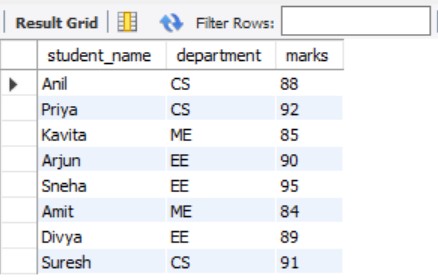 Result Grid Filter Rows:
student_name department marks
Anil CS 88
Priya CS 92
Kavita ME 85
Arjun EE 90
Sneha EE 95
Amit ME 84
Divya EE 89
Suresh CS 91